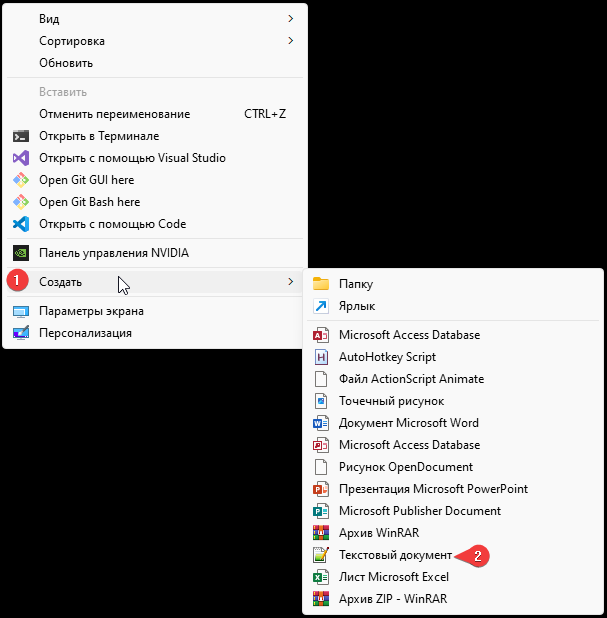 Вид
Сортировка
Обновить
Вставить
Отменить переименование CTRL+Z
Открыть в Терминале
Открыть с помощью Visual Studio
Open Git GUI here
Open Git Bash here
Открыть с помощью Code
Панель управления NVIDIA
1 Создать
Параметры экрана
Персонализация
Папку
Ярлык
Microsoft Access Database
AutoHotkey Script
Файл ActionScript Animate
Точечный рисунок
Документ Microsoft Word
Microsoft Access Database
Рисунок OpenDocument
Презентация Microsoft PowerPoint
Microsoft Publisher Document
Архив WinRAR
Текстовый документ 2
Лист Microsoft Excel
Архив ZIP - WinRAR